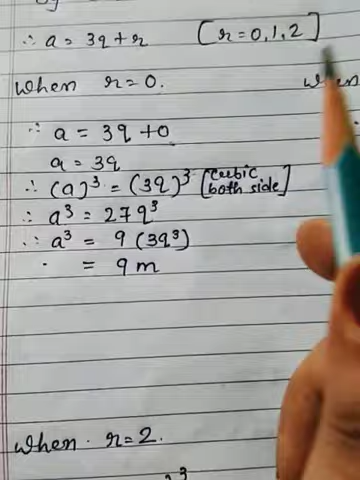 ∴ a = 3q + r [r = 0, 1, 2]
when r = 0.
∵ a = 3q + 0
a = 3q
∴ (a)³ = (3q)³ [cubic both side]
∴ a³ = 27q³
∴ a³ = 9 (3q³)
= 9m
when r = 2.